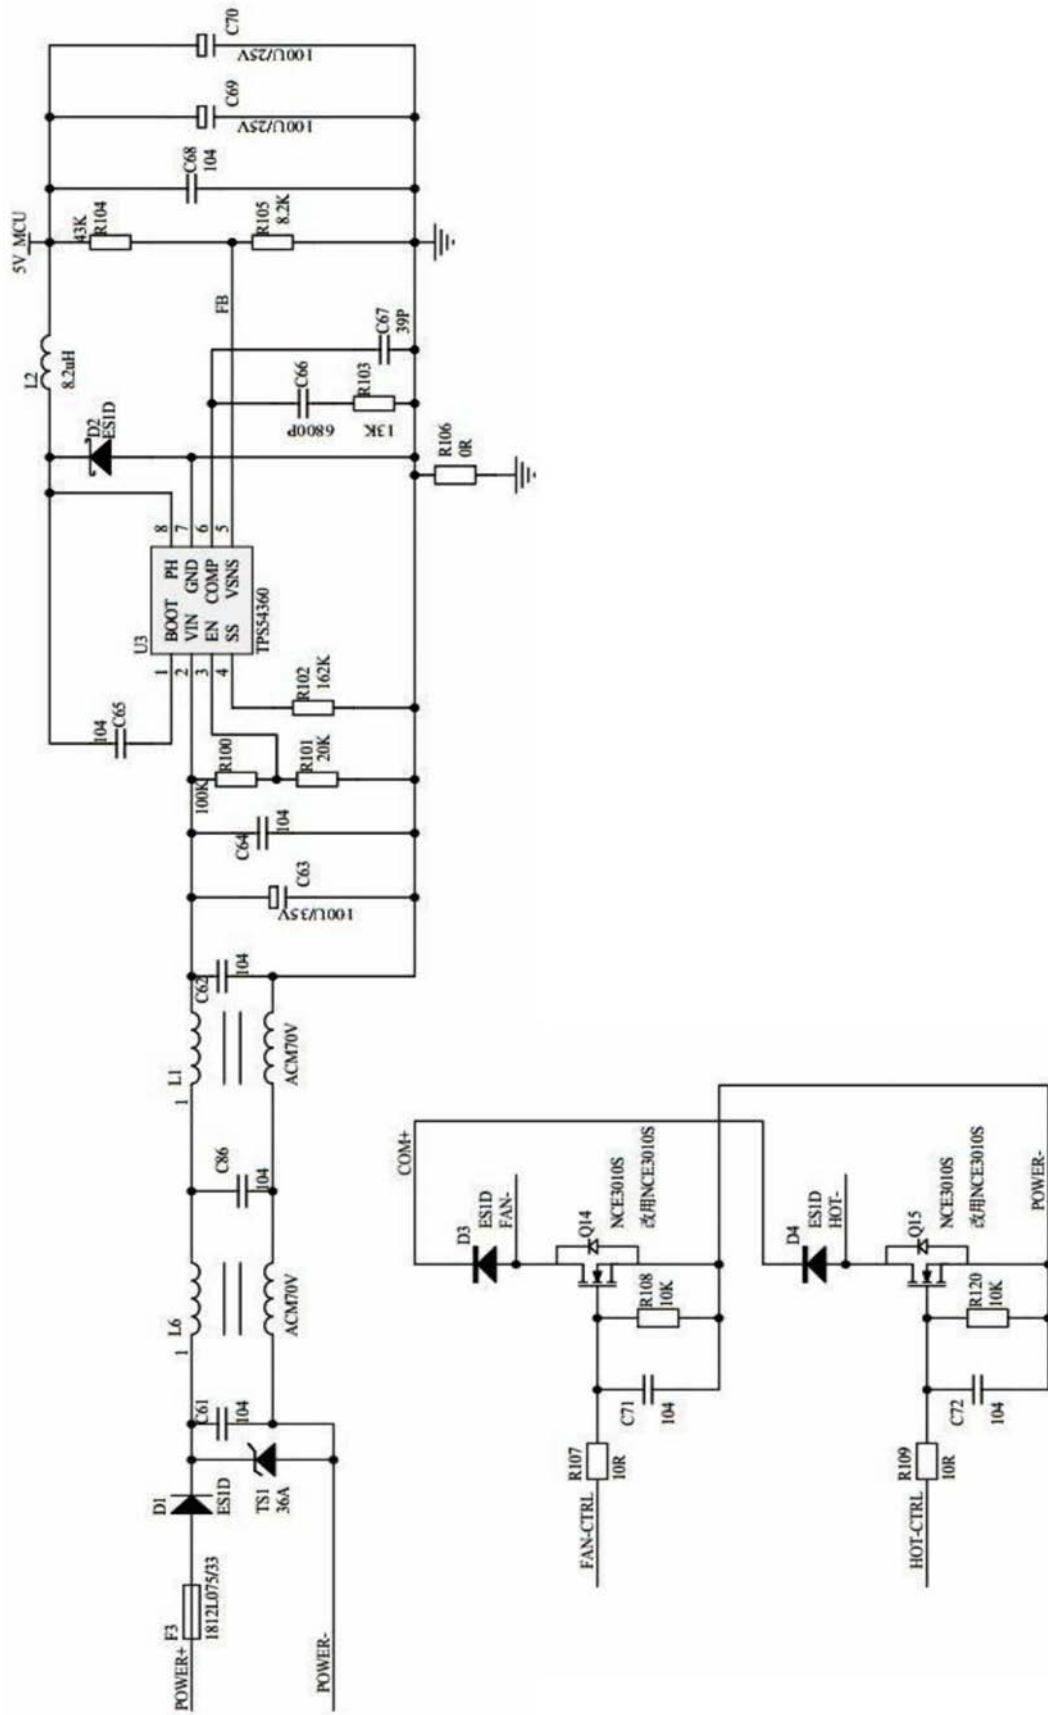 POWER+
F3
1812L075/33
D1
ES1D
TS1
36A
POWER-
C61
104
1
L6
ACM70V
C86
104
1
L1
ACM70V
C62
104
C63
100U/35V
C64
104
100K
R100
R101
20K
R102
162K
104
C65
U3
1
2
3
4
BOOT
VIN
EN
SS
PH
GND
COMP
VSNS
8
7
6
5
TPS54360
D2
ES1D
L2
8.2uH
5V_MCU
43K
R104
FB
R105
8.2K
C66
6800P
R103
13K
C67
39P
R106
0R
C68
104
C69
100U/25V
C70
100U/25V
FAN-CTRL
R107
10R
C71
104
R108
10K
D3
ES1D
FAN-
COM+
Q14
NCE3010S
改用NCE3010S
HOT-CTRL
R109
10R
C72
104
R120
10K
D4
ES1D
HOT-
Q15
NCE3010S
改用NCE3010S
POWER-